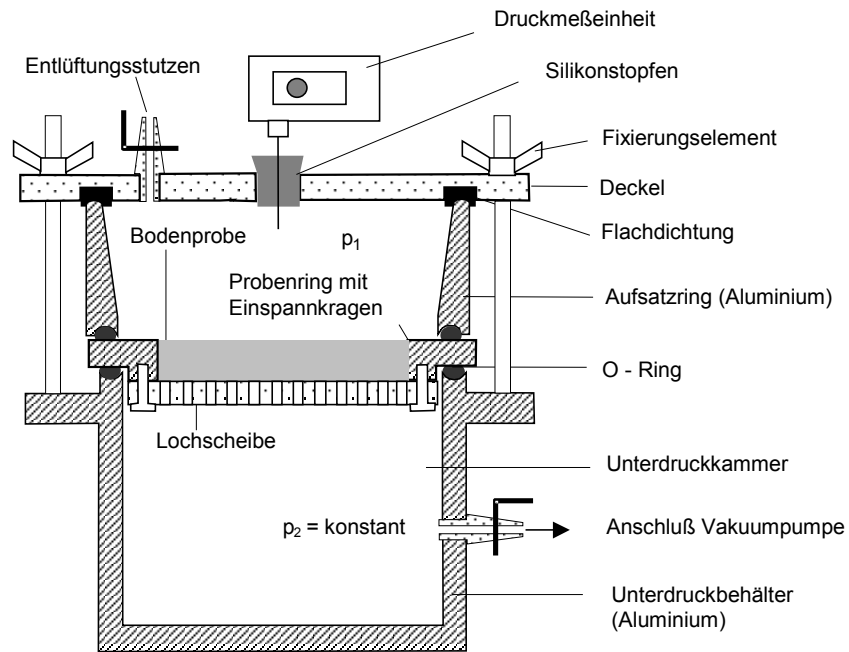 Druckmeßeinheit
Entlüftungsstutzen
Silikonstopfen
Fixierungselement
Deckel
Flachdichtung
Bodenprobe
p₁
Probenring mit
Einspannkragen
Aufsatzring (Aluminium)
O - Ring
Lochscheibe
Unterdruckkammer
p₂ = konstant
Anschluß Vakuumpumpe
Unterdruckbehälter
(Aluminium)